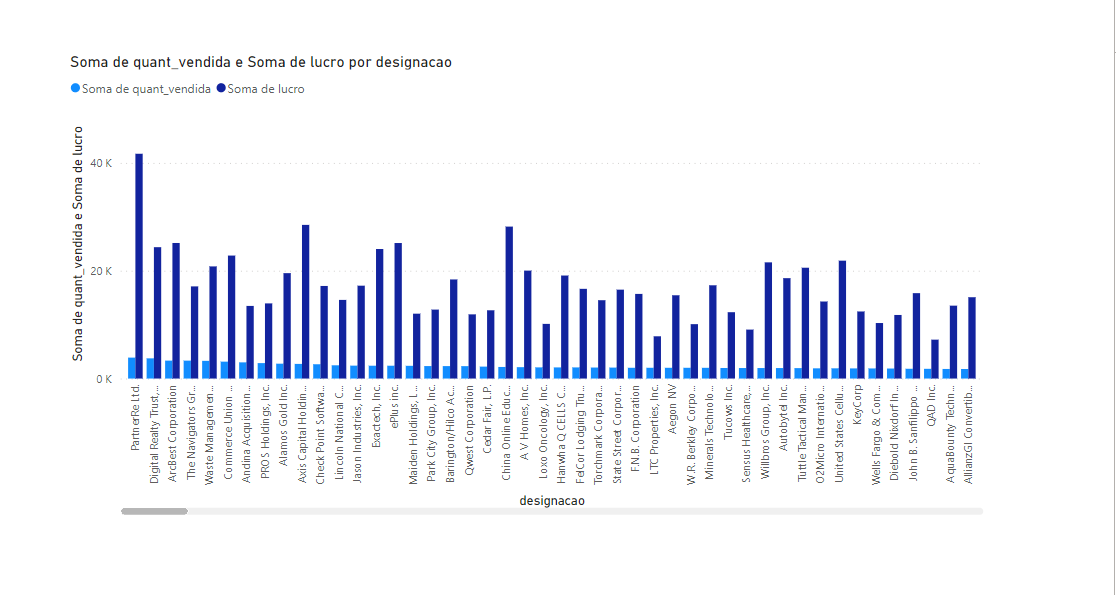 Soma de quant_vendida e Soma de lucro por designacao
Soma de quant_vendida Soma de lucro
Soma de quant_vendida e Soma de lucro
40 K
20 K
0 K
PartnerRe Ltd.
Digital Realty Trust,...
ArcBest Corporation
The Navigators Gr...
Waste Managemen...
Commerce Union ...
Andina Acquisition...
PROS Holdings, Inc.
Alamos Gold Inc.
Axis Capital Holdin...
Check Point Softwa...
Lincoln National C...
Jason Industries, Inc.
Exactech, Inc.
ePlus inc.
Maiden Holdings, L...
Park City Group, Inc.
Barington/Hilco Ac...
Qwest Corporation
Cedar Fair, L.P.
China Online Educ...
A V Homes, Inc.
Loxo Oncology, Inc.
Hanwha Q CELLS C...
FelCor Lodging Tru...
Torchmark Corpora...
State Street Corpor...
F.N.B. Corporation
LTC Properties, Inc.
Aegon NV
W.R. Berkley Corpo...
Minerals Technolo...
Tucows Inc.
Sensus Healthcare,...
Willbros Group, Inc.
Autobytel Inc.
Tuttle Tactical Man...
O2Micro Internatio...
United States Cellu...
KeyCorp
Wells Fargo & Com...
Diebold Nixdorf In...
John B. Sanfilippo ...
QAD Inc.
AquaBounty Techn...
AllianzGI Convertib...
designacao